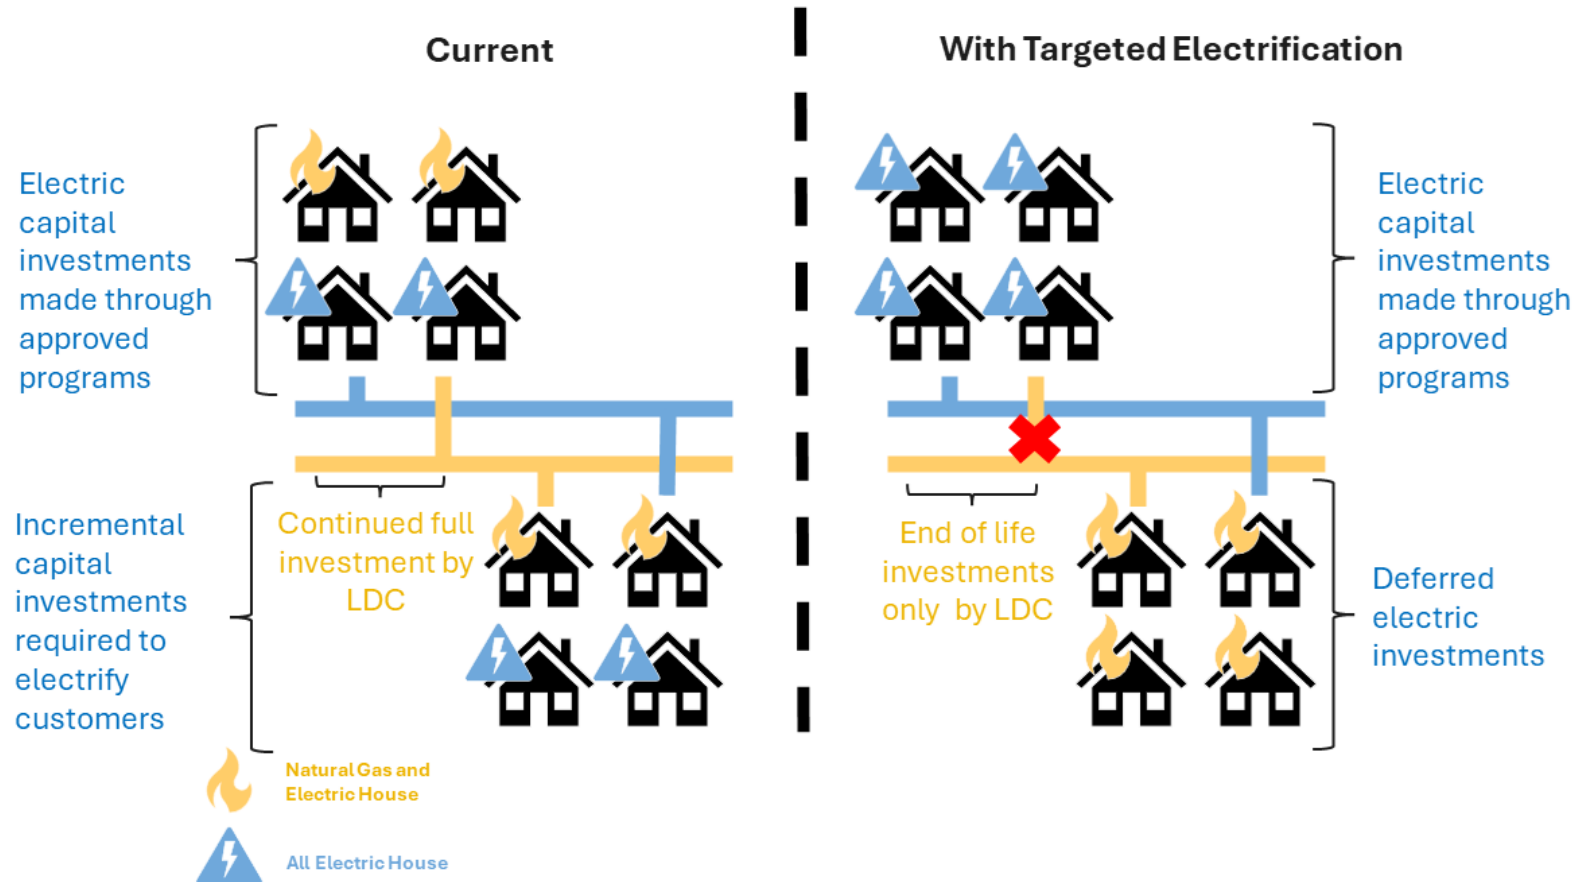 Current
With Targeted Electrification
Electric
capital
investments
made through
approved
programs
Electric
capital
investments
made through
approved
programs
Incremental
capital
investments
required to
electrify
customers
Continued full
investment by
LDC
End of life
investments
only by LDC
Deferred
electric
investments
Natural Gas and
Electric House
All Electric House